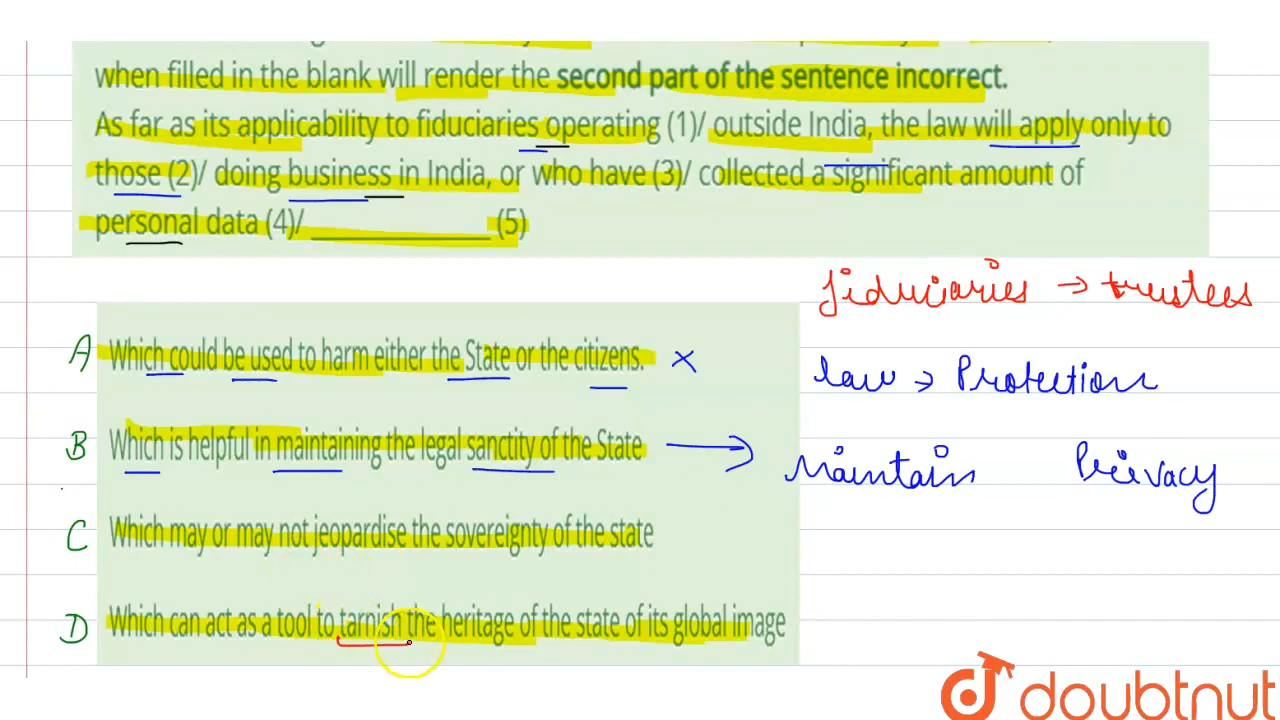 when filled in the blank will render the second part of the sentence incorrect.
As far as its applicability to fiduciaries operating (1)/ outside India, the law will apply only to
those (2)/ doing business in India, or who have (3)/ collected a significant amount of
personal data (4)/ __________________ (5)
fiduciaries → trustees
A Which could be used to harm either the State or the citizens. ×
law → Protection
B Which is helpful in maintaining the legal sanctity of the State →
Maintain Privacy
C Which may or may not jeopardise the sovereignty of the state
D Which can act as a tool to tarnish the heritage of the state of its global image
doubtnut